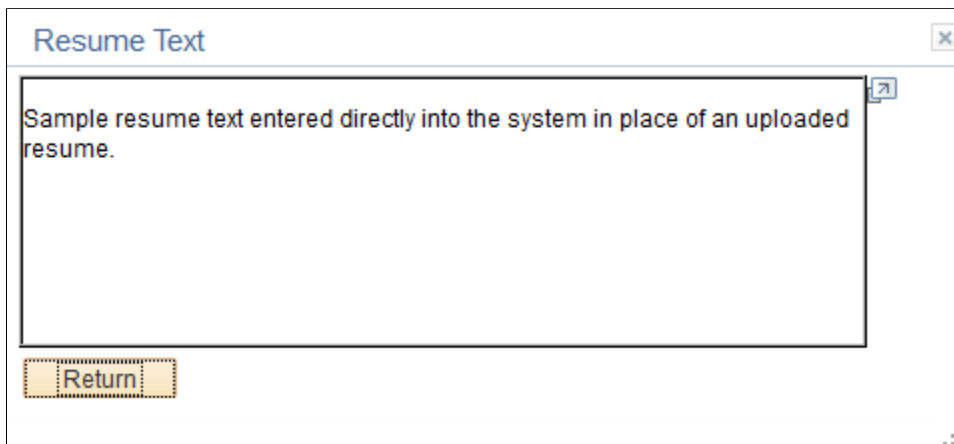 Resume Text
Sample resume text entered directly into the system in place of an uploaded
resume.
Return